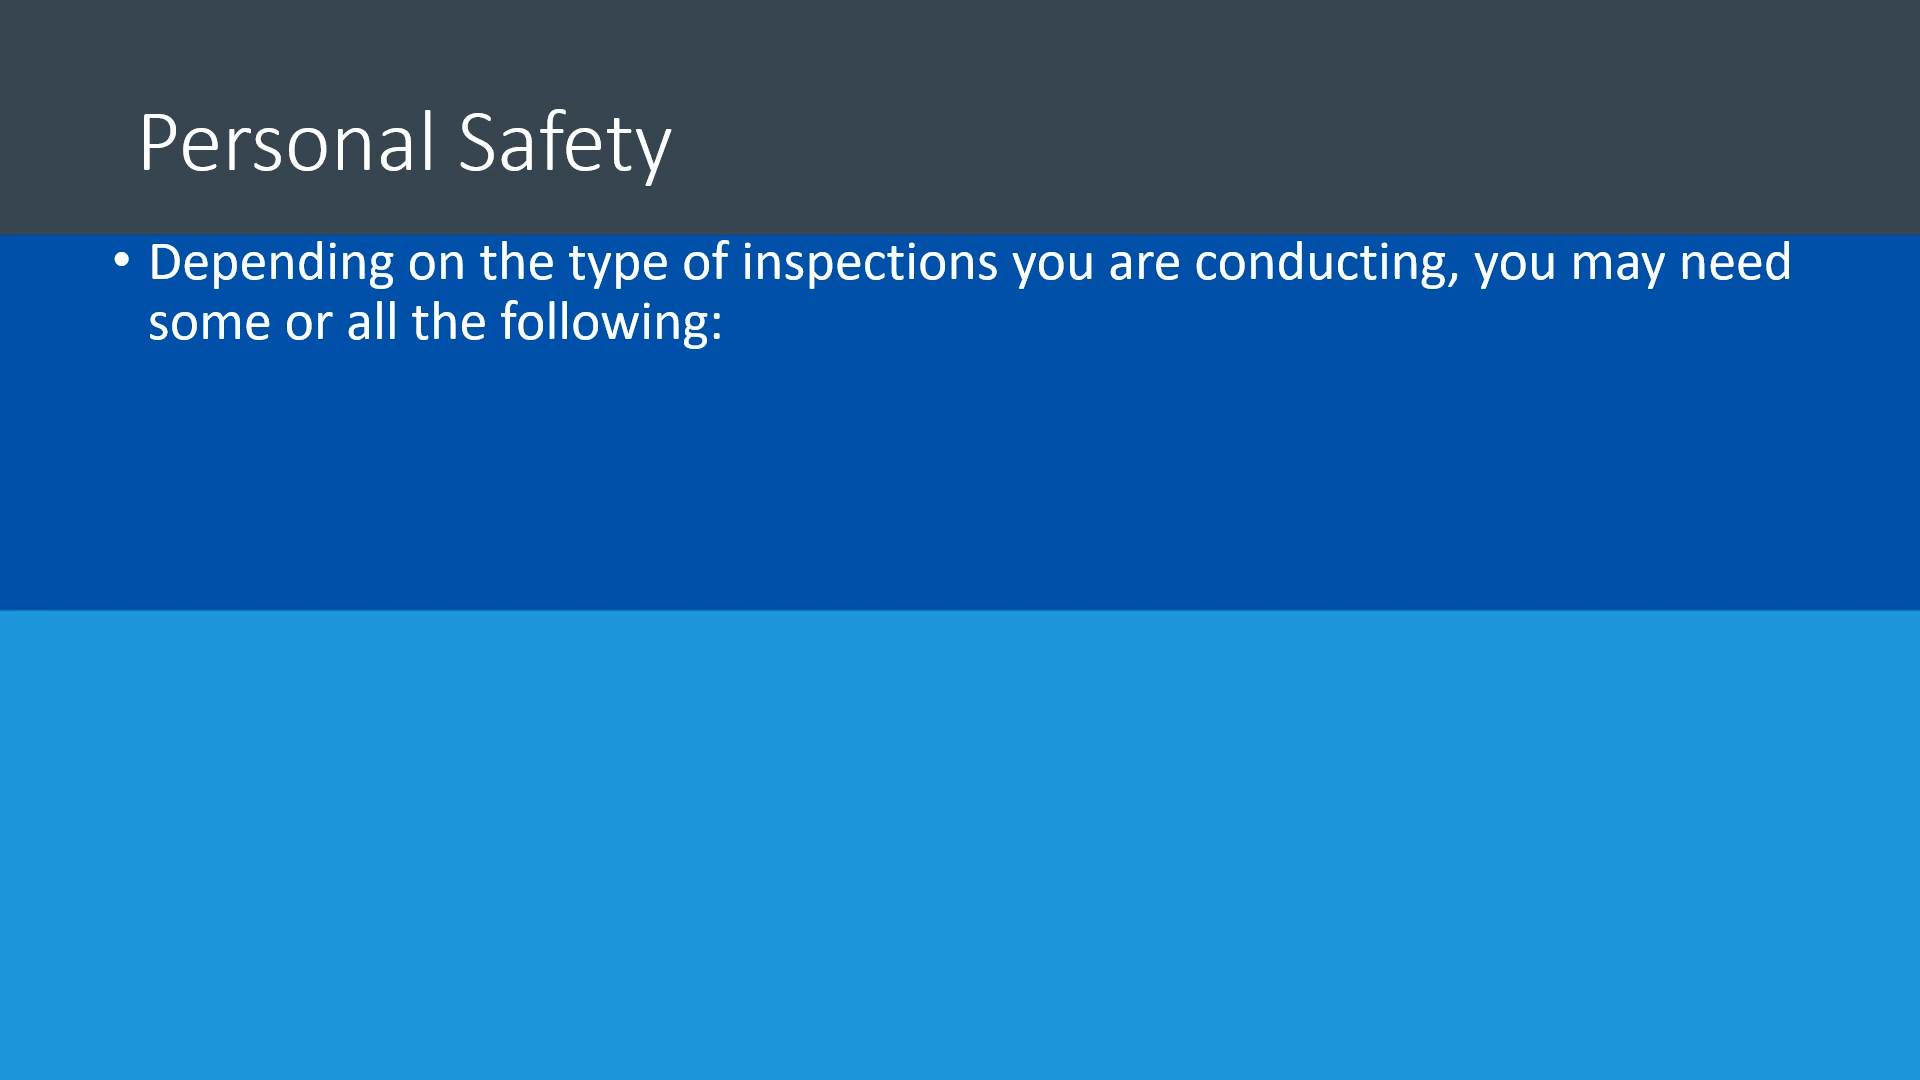 Personal Safety
• Depending on the type of inspections you are conducting, you may need
some or all the following: